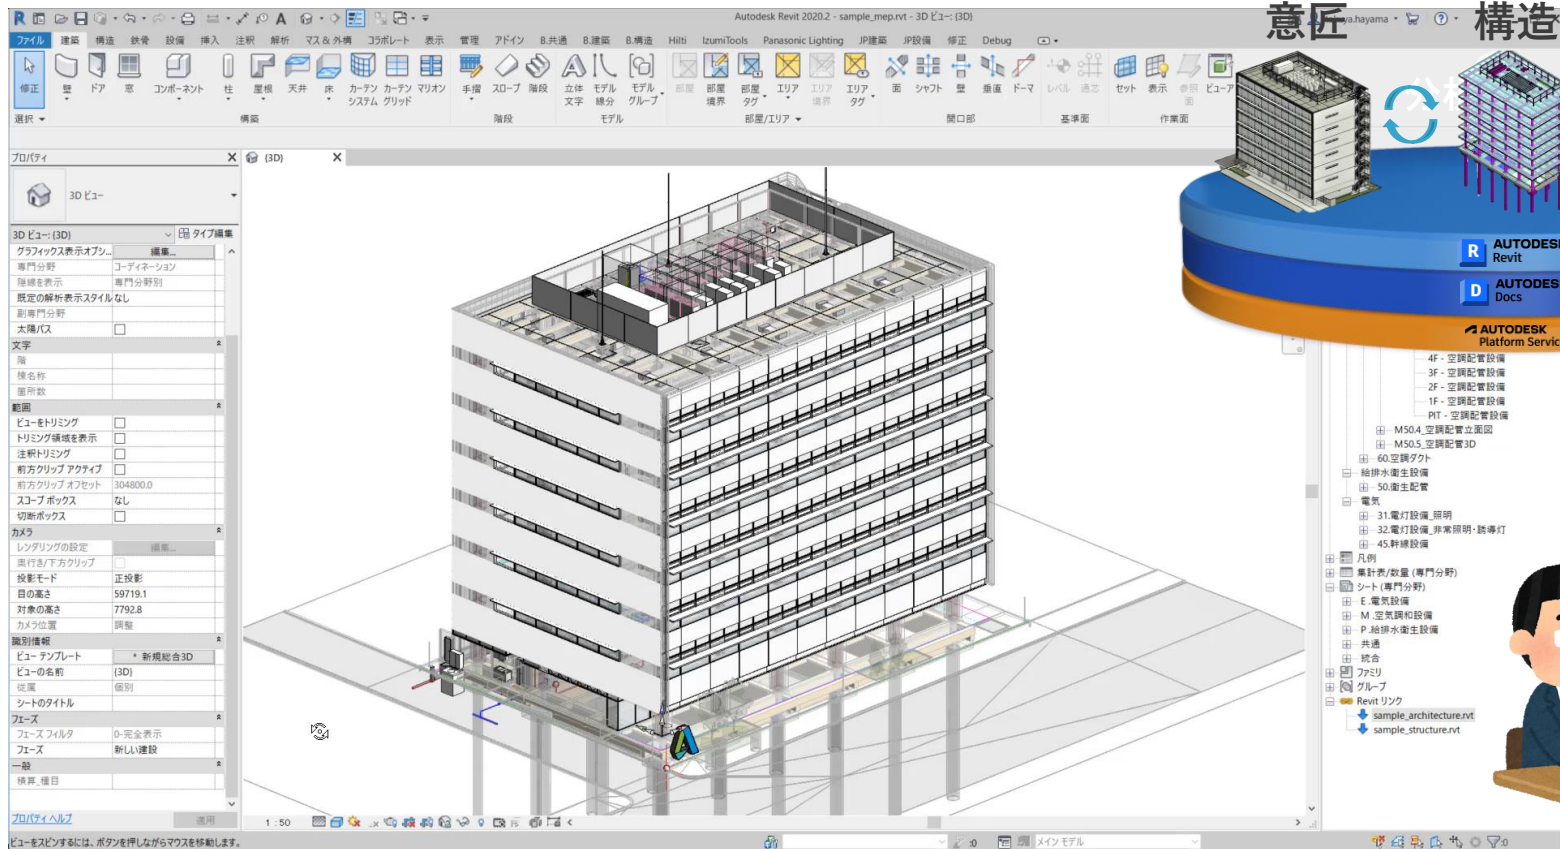 Autodesk Revit 2020.2 - sample_mep.rvt - 3D ビュー: {3D}
ya.hayama
意匠
構造
ファイル 建築 構造 鉄骨 設備 挿入 注釈 解析 マス & 外構 コラボレート 表示 管理 アドイン B.共通 B.建築 B.構造 Hilti IzumiTools Panasonic Lighting JP建築 JP設備 修正 Debug
修正 壁 ドア 窓 コンポーネント 柱 屋根 天井 床 カーテン システム カーテン グリッド マリオン 手摺 スロープ 階段 立体 文字 モデル 線分 モデル グループ 部屋 部屋 境界 部屋 タグ エリア エリア 境界 エリア タグ 面 シャフト 壁 垂直 ドーマ レベル 通芯 セット 表示 参照 面 ビューア
選択 構築 階段 モデル 部屋/エリア 開口部 基準面 作業面
分析
プロパティ
{3D}
3D ビュー
3D ビュー: {3D} タイプ編集
グラフィックス表示オプシ... 編集...
専門分野 コーディネーション
陰線を表示 専門分野別
既定の解析表示スタイル なし
副専門分野
太陽パス
文字
階
棟名称
箇所数
範囲
ビューをトリミング
トリミング領域を表示
注釈トリミング
前方クリップ アクティブ
前方クリップ オフセット 304800.0
スコープ ボックス なし
切断ボックス
カメラ
レンダリングの設定 編集...
奥行き/下方クリップ
投影モード 正投影
目の高さ 59719.1
対象の高さ 7792.8
カメラ位置 調整
識別情報
ビュー テンプレート * 新規総合3D
ビューの名前 {3D}
従属 個別
シートのタイトル
フェーズ
フェーズ フィルタ 0-完全表示
フェーズ 新しい建設
一般
積算_種目
プロパティ ヘルプ 適用
R AUTODES
Revit
D AUTODES
Docs
AUTODESK
Platform Servic
4F - 空調配管設備
3F - 空調配管設備
2F - 空調配管設備
1F - 空調配管設備
PIT - 空調配管設備
M50.4_空調配管立面図
M50.5_空調配管3D
60.空調ダクト
給排水衛生設備
50.衛生配管
電気
31.電灯設備_照明
32.電灯設備_非常照明・誘導灯
45.幹線設備
凡例
集計表/数量 (専門分野)
シート (専門分野)
E .電気設備
M .空気調和設備
P .給排水衛生設備
共通
統合
ファミリ
グループ
Revit リンク
sample_architecture.rvt
sample_structure.rvt
1 : 50
ビューをスピンするには、ボタンを押しながらマウスを移動します。
:0 メイン モデル :0